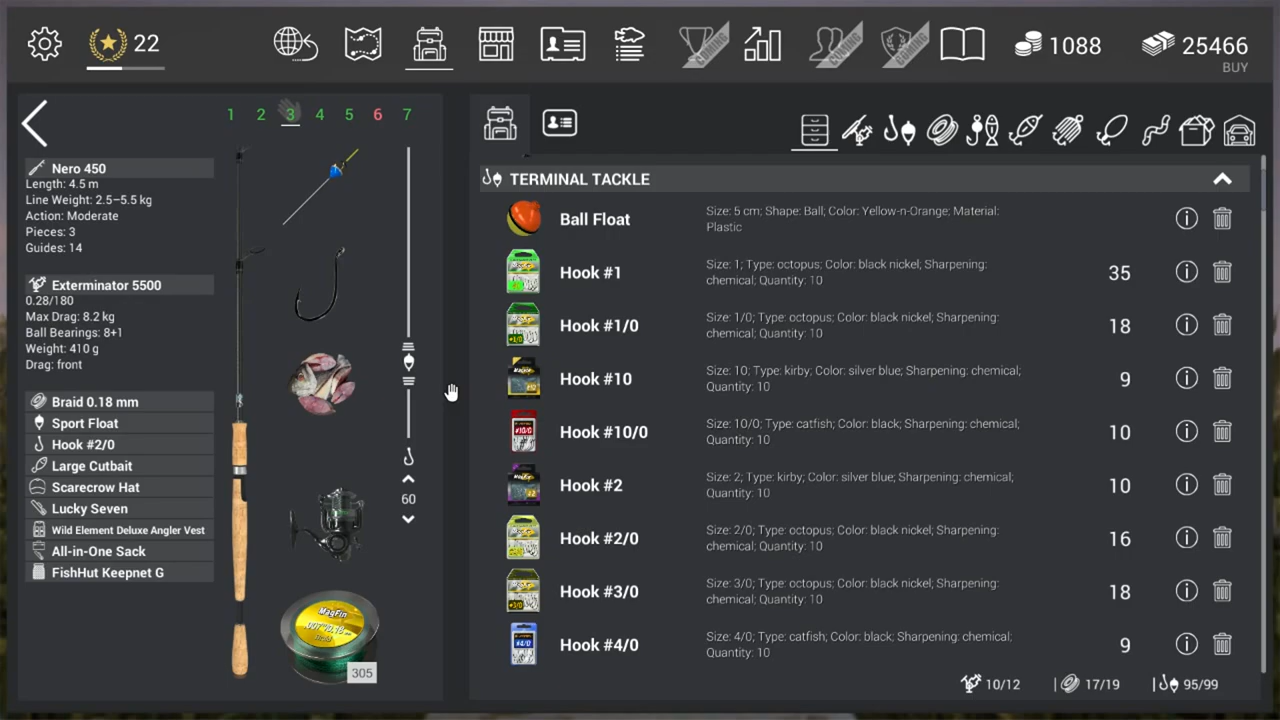 22
COMING
COMING
COMING
1088
25466
BUY
1 2 3 4 5 6 7
Nero 450
Length: 4.5 m
Line Weight: 2.5–5.5 kg
Action: Moderate
Pieces: 3
Guides: 14
Exterminator 5500
0.28/180
Max Drag: 8.2 kg
Ball Bearings: 8+1
Weight: 410 g
Drag: front
Braid 0.18 mm
Sport Float
Hook #2/0
Large Cutbait
Scarecrow Hat
Lucky Seven
Wild Element Deluxe Angler Vest
All-in-One Sack
FishHut Keepnet G
60
MagFin
305
TERMINAL TACKLE
Ball Float
Size: 5 cm; Shape: Ball; Color: Yellow-n-Orange; Material:
Plastic
Hook #1
Size: 1; Type: octopus; Color: black nickel; Sharpening:
chemical; Quantity: 10
35
Hook #1/0
Size: 1/0; Type: octopus; Color: black nickel; Sharpening:
chemical; Quantity: 10
18
Hook #10
Size: 10; Type: kirby; Color: silver blue; Sharpening: chemical;
Quantity: 10
9
Hook #10/0
Size: 10/0; Type: catfish; Color: black; Sharpening: chemical;
Quantity: 10
10
Hook #2
Size: 2; Type: kirby; Color: silver blue; Sharpening: chemical;
Quantity: 10
10
Hook #2/0
Size: 2/0; Type: octopus; Color: black nickel; Sharpening:
chemical; Quantity: 10
16
Hook #3/0
Size: 3/0; Type: octopus; Color: black nickel; Sharpening:
chemical; Quantity: 10
18
Hook #4/0
Size: 4/0; Type: catfish; Color: black; Sharpening: chemical;
Quantity: 10
9
10/12 17/19 95/99